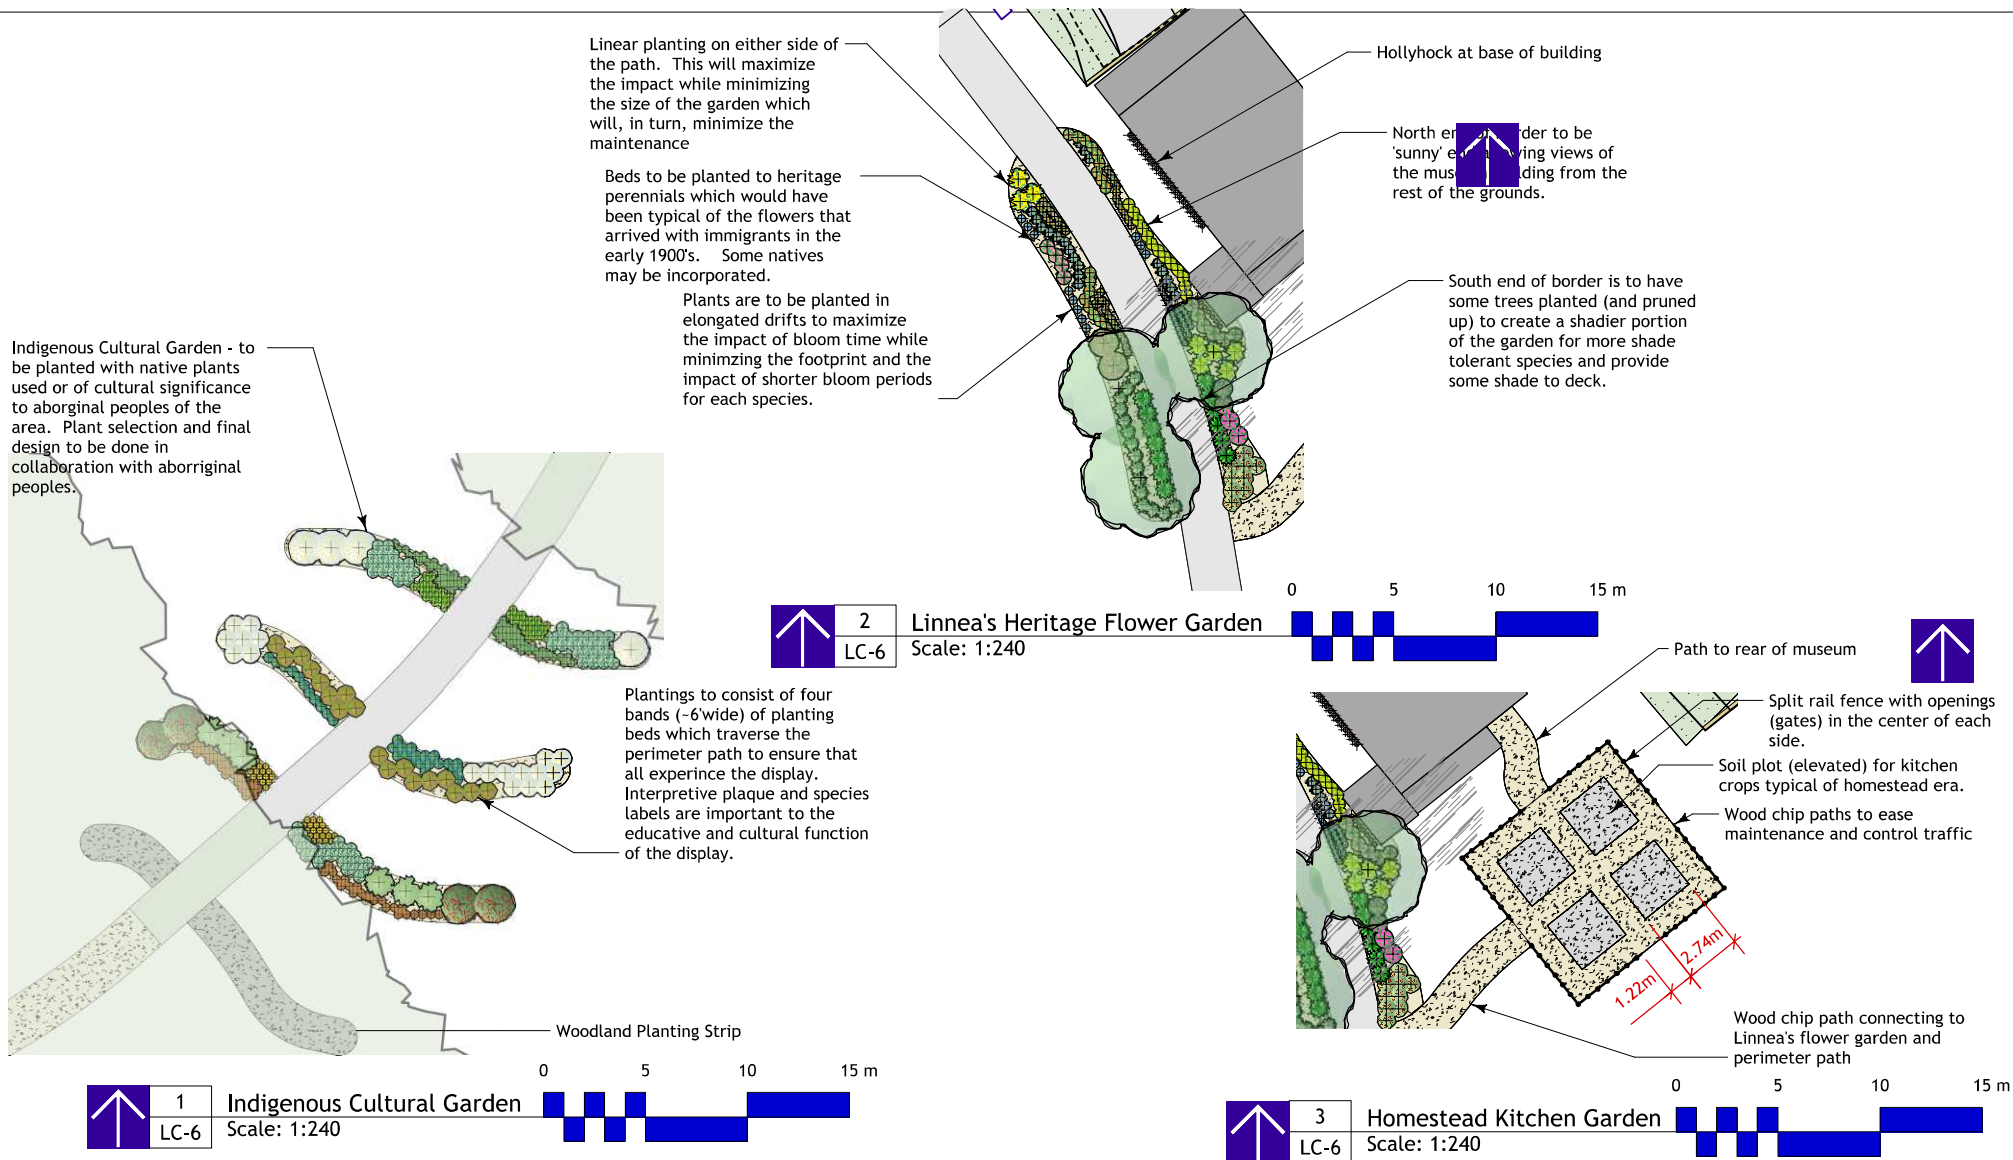 Linear planting on either side of
the path. This will maximize
the impact while minimizing
the size of the garden which
will, in turn, minimize the
maintenance
Beds to be planted to heritage
perennials which would have
been typical of the flowers that
arrived with immigrants in the
early 1900's. Some natives
may be incorporated.
Plants are to be planted in
elongated drifts to maximize
the impact of bloom time while
minimzing the footprint and the
impact of shorter bloom periods
for each species.
Hollyhock at base of building
North rder to be
'sunny' wing views of
the lding from the
rest of the grounds.
South end of border is to have
some trees planted (and pruned
up) to create a shadier portion
of the garden for more shade
tolerant species and provide
some shade to deck.
Indigenous Cultural Garden - to
be planted with native plants
used or of cultural significance
to aborginal peoples of the
area. Plant selection and final
design to be done in
collaboration with aborriginal
peoples.
Plantings to consist of four
bands (~6'wide) of planting
beds which traverse the
perimeter path to ensure that
all experince the display.
Interpretive plaque and species
labels are important to the
educative and cultural function
of the display.
Woodland Planting Strip
0 5 10 15 m
2
LC-6
Linnea's Heritage Flower Garden
Scale: 1:240
Path to rear of museum
Split rail fence with openings
(gates) in the center of each
side.
Soil plot (elevated) for kitchen
crops typical of homestead era.
Wood chip paths to ease
maintenance and control traffic
2.74m
1.22m
Wood chip path connecting to
Linnea's flower garden and
perimeter path
0 5 10 15 m
1
LC-6
Indigenous Cultural Garden
Scale: 1:240
0 5 10 15 m
3
LC-6
Homestead Kitchen Garden
Scale: 1:240